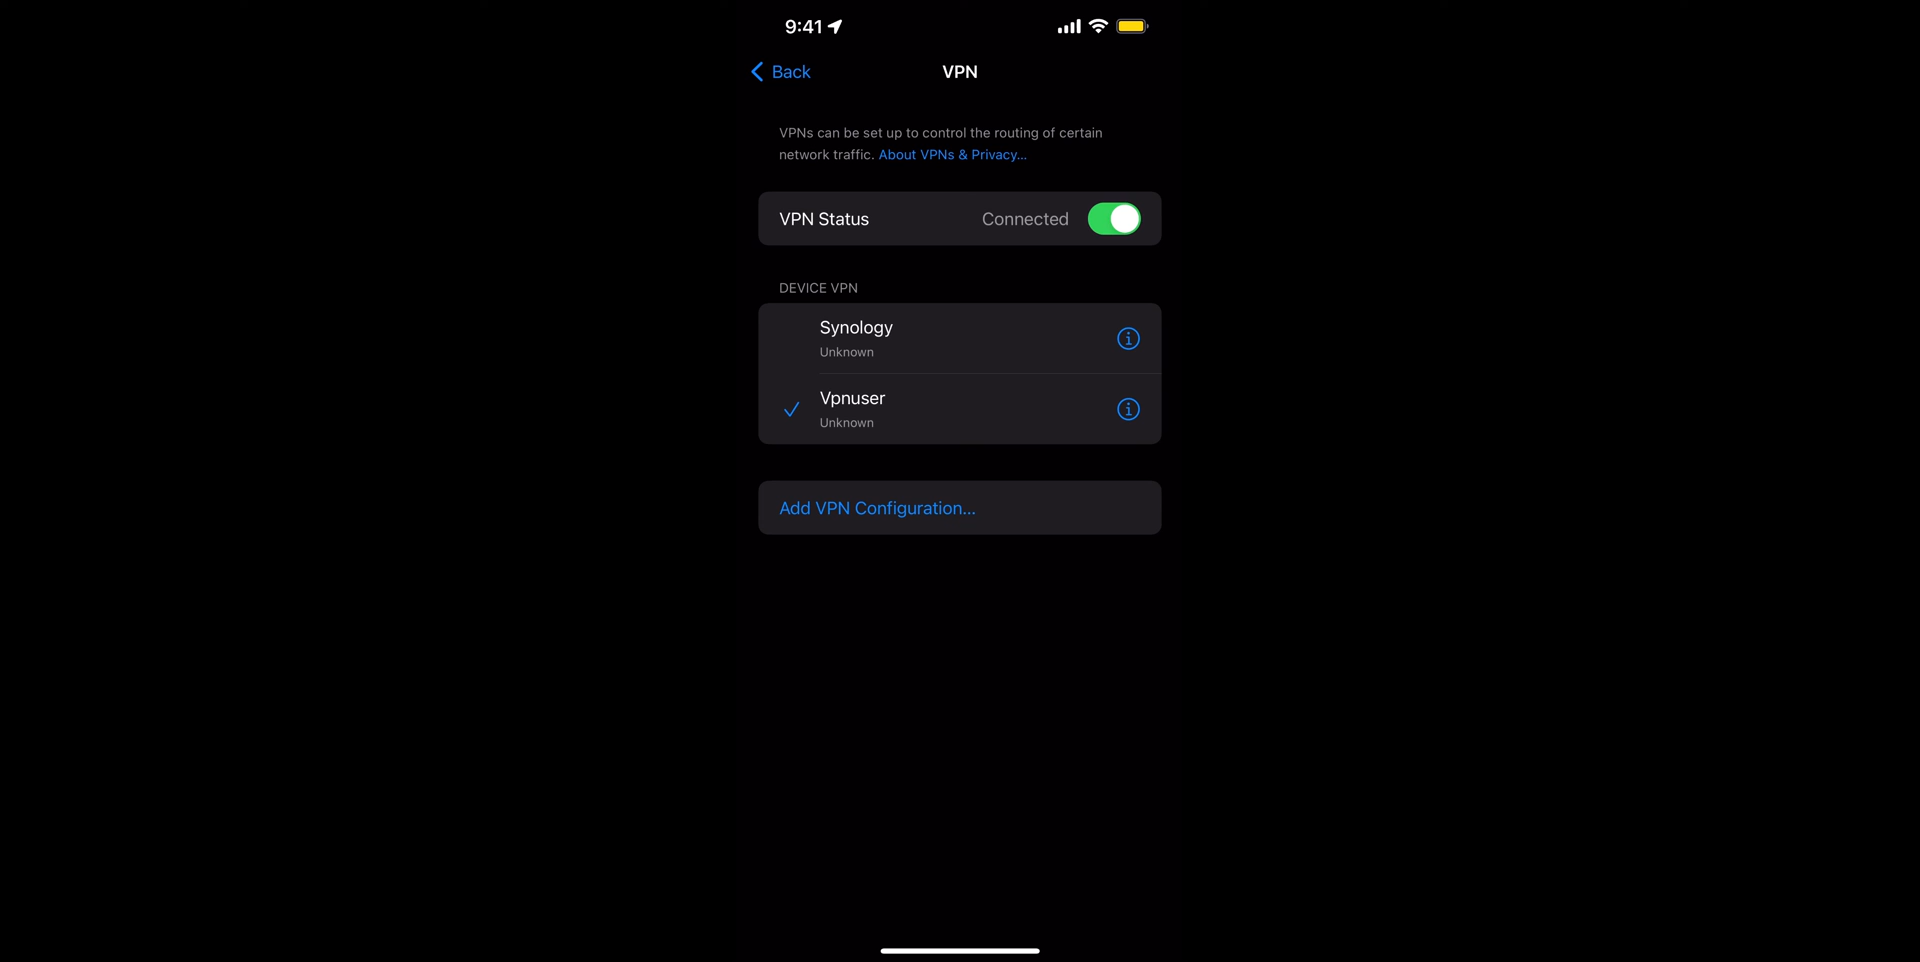 9:41
Back
VPN
VPNs can be set up to control the routing of certain
network traffic. About VPNs & Privacy...
VPN Status Connected
DEVICE VPN
Synology
Unknown
Vpnuser
Unknown
Add VPN Configuration...